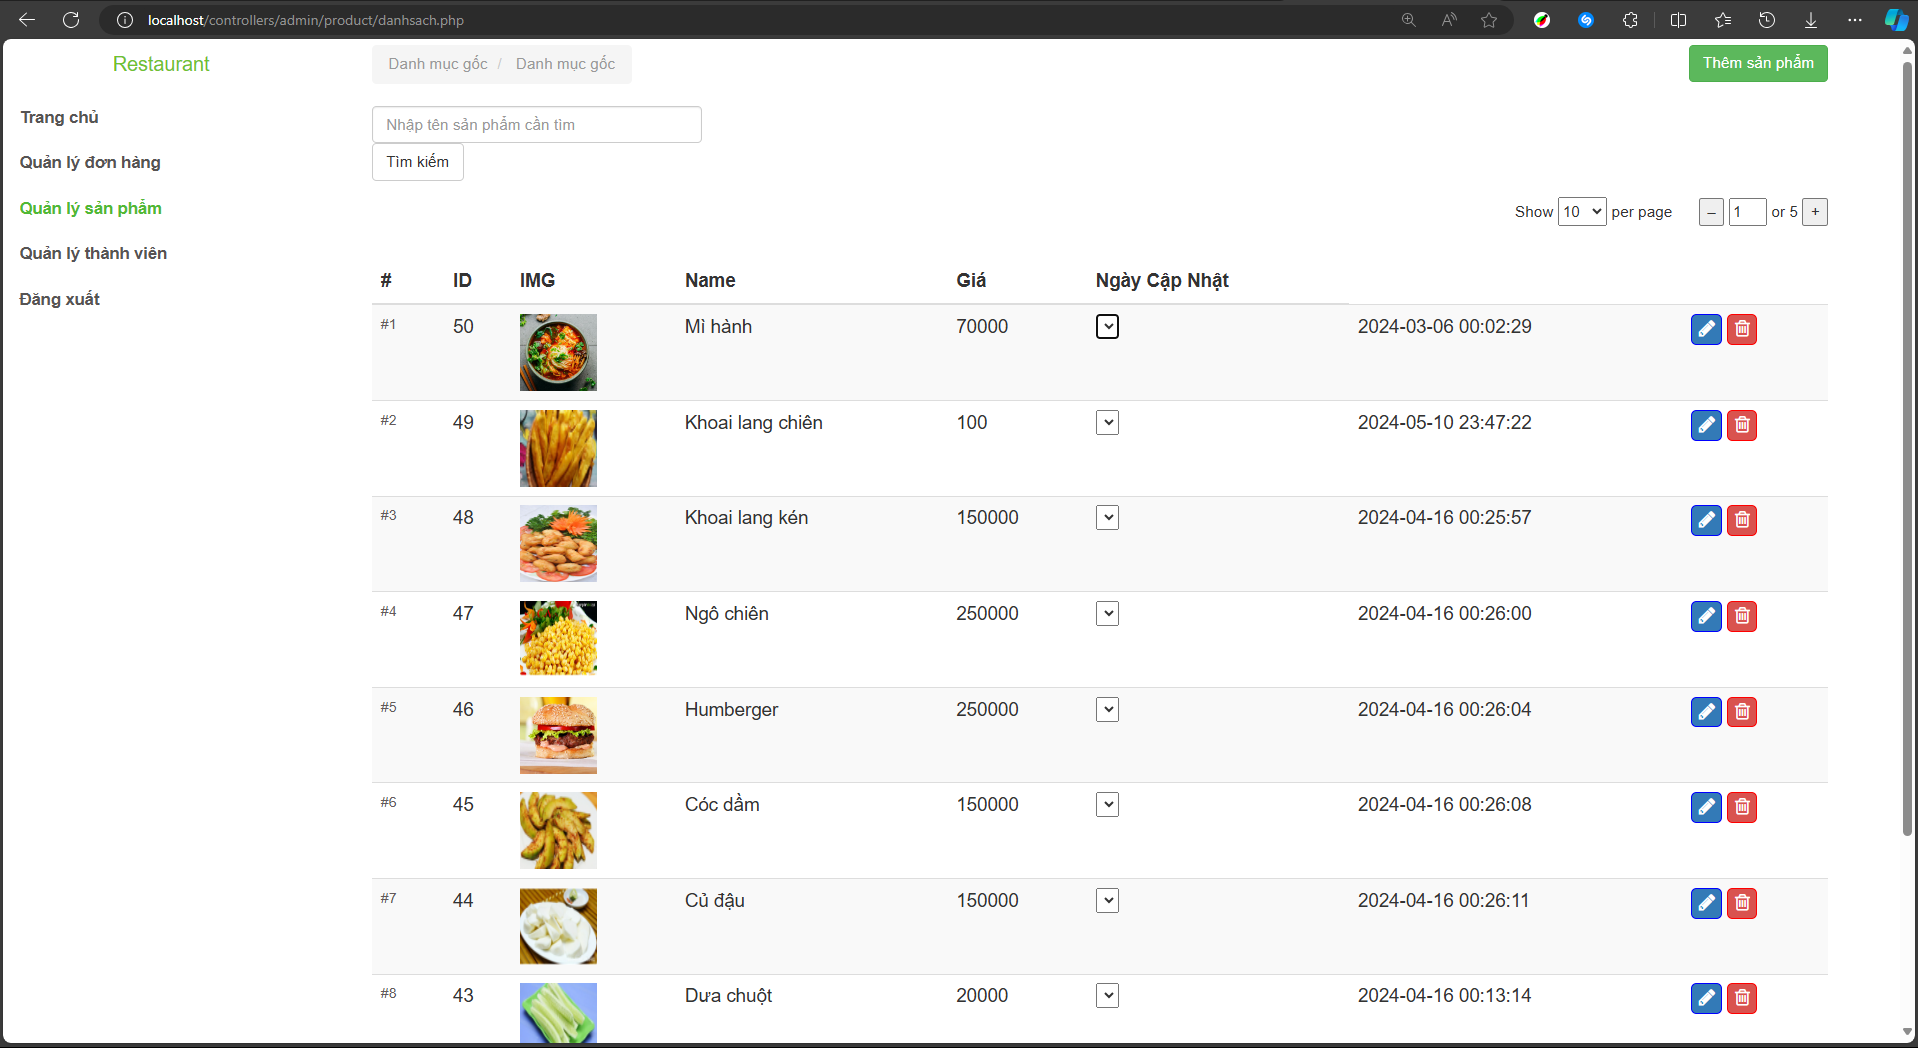 localhost/controllers/admin/product/danhsach.php
Restaurant
Trang chủ
Quản lý đơn hàng
Quản lý sản phẩm
Quản lý thành viên
Đăng xuất
Danh mục gốc / Danh mục gốc
Thêm sản phẩm
Nhập tên sản phẩm cần tìm
Tìm kiếm
Show 10 per page – 1 or 5 +
# ID IMG Name Giá Ngày Cập Nhật
#1 50 Mì hành 70000 2024-03-06 00:02:29
#2 49 Khoai lang chiên 100 2024-05-10 23:47:22
#3 48 Khoai lang kén 150000 2024-04-16 00:25:57
#4 47 Ngô chiên 250000 2024-04-16 00:26:00
#5 46 Humberger 250000 2024-04-16 00:26:04
#6 45 Cóc dầm 150000 2024-04-16 00:26:08
#7 44 Củ đậu 150000 2024-04-16 00:26:11
#8 43 Dưa chuột 20000 2024-04-16 00:13:14